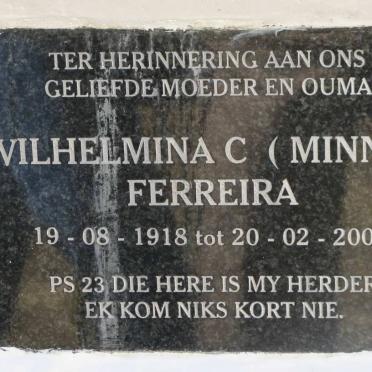 TER HERINNERING AAN ONS
GELIEFDE MOEDER EN OUMA
VILHELMINA C ( MINN
FERREIRA
19 - 08 - 1918 tot 20 - 02 - 200
PS 23 DIE HERE IS MY HERDER
EK KOM NIKS KORT NIE.